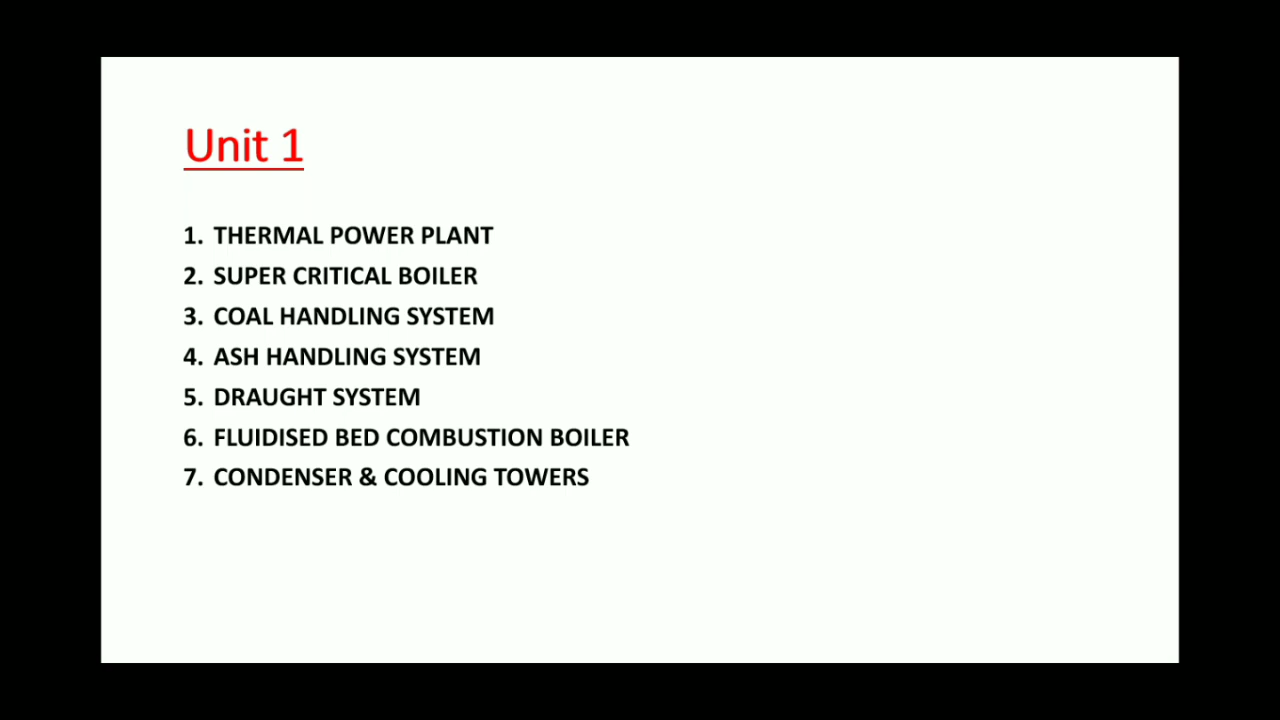 Unit 1
1. THERMAL POWER PLANT
2. SUPER CRITICAL BOILER
3. COAL HANDLING SYSTEM
4. ASH HANDLING SYSTEM
5. DRAUGHT SYSTEM
6. FLUIDISED BED COMBUSTION BOILER
7. CONDENSER & COOLING TOWERS